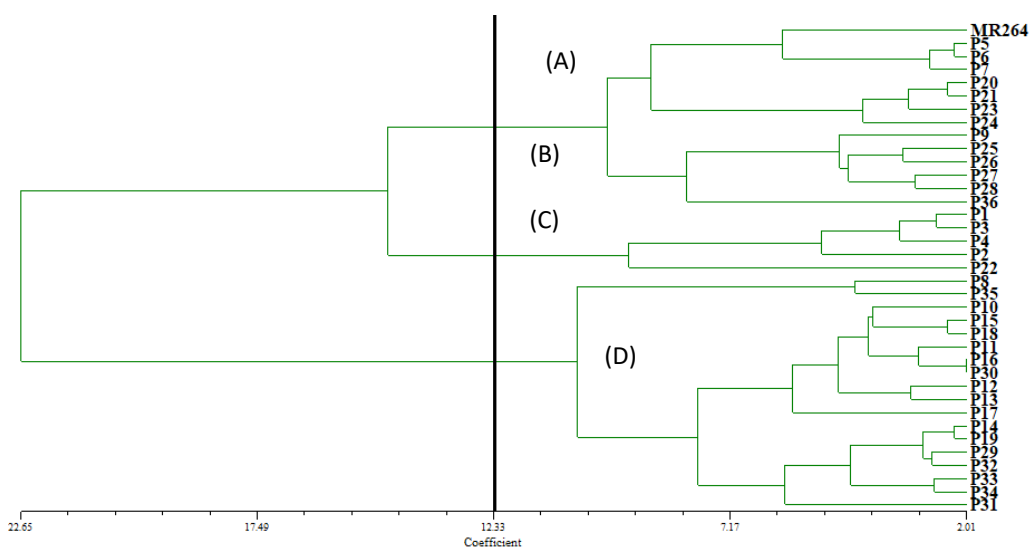 MR264
P5
(A)
P6
P7
P20
P21
P23
P24
P9
(B)
P25
P26
P27
P28
P36
(C)
P1
P3
P4
P2
P22
P8
P35
P10
P15
P18
P11
(D)
P16
P30
P12
P13
P17
P14
P19
P29
P32
P33
P34
P31
22.65 17.49 12.33 7.17 2.01
Coefficient